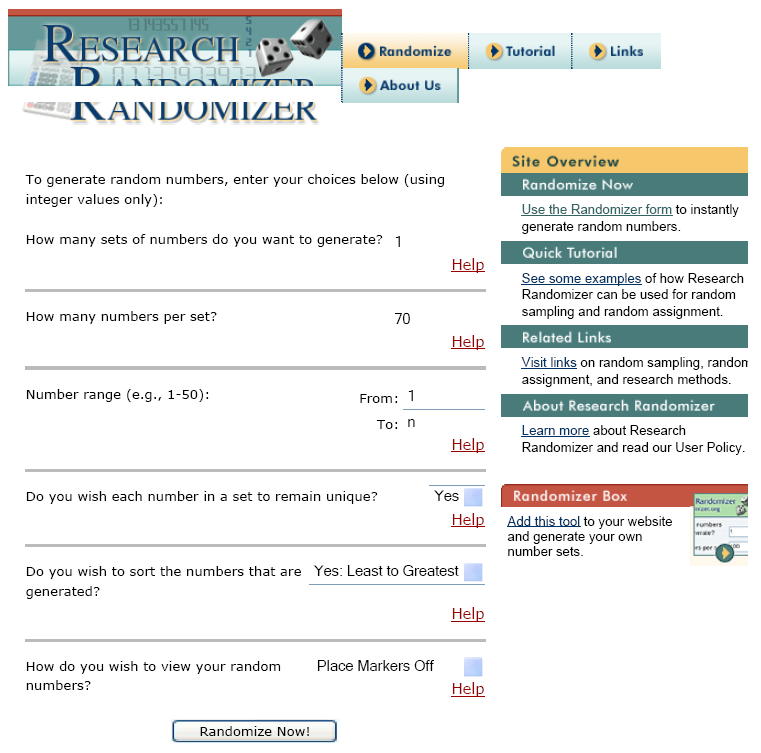 RESEARCH
RANDOMIZER
RANDOMIZER
Randomize
Tutorial
Links
About Us
To generate random numbers, enter your choices below (using
integer values only):
How many sets of numbers do you want to generate? 1
Help
How many numbers per set? 70
Help
Number range (e.g., 1-50): From: 1
To: n
Help
Do you wish each number in a set to remain unique? Yes
Help
Do you wish to sort the numbers that are Yes: Least to Greatest
generated?
Help
How do you wish to view your random Place Markers Off
numbers?
Help
Randomize Now!
Site Overview
Randomize Now
Use the Randomizer form to instantly
generate random numbers.
Quick Tutorial
See some examples of how Research
Randomizer can be used for random
sampling and random assignment.
Related Links
Visit links on random sampling, random
assignment, and research methods.
About Research Randomizer
Learn more about Research
Randomizer and read our User Policy.
Randomizer Box
Add this tool to your website
and generate your own
number sets.
Randomizer
numbers